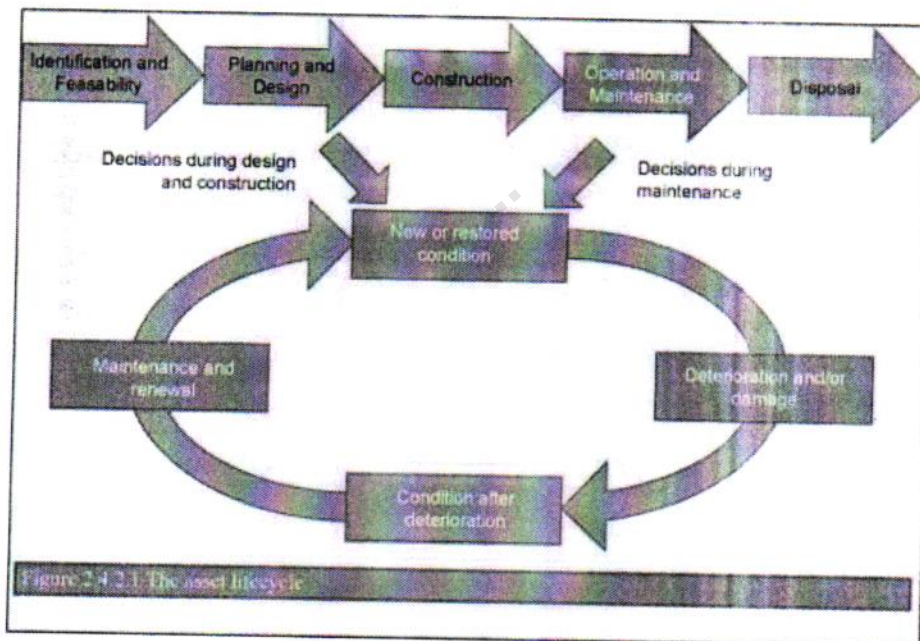 Identification and
Feasability
Planning and
Design
Construction
Operation and
Maintenance
Disposal
Decisions during design
and construction
Decisions during
maintenance
New or restored
condition
Maintenance and
renewal
Deterioration and/or
damage
Condition after
deterioration
Figure 2.4.2.1 The asset lifecycle